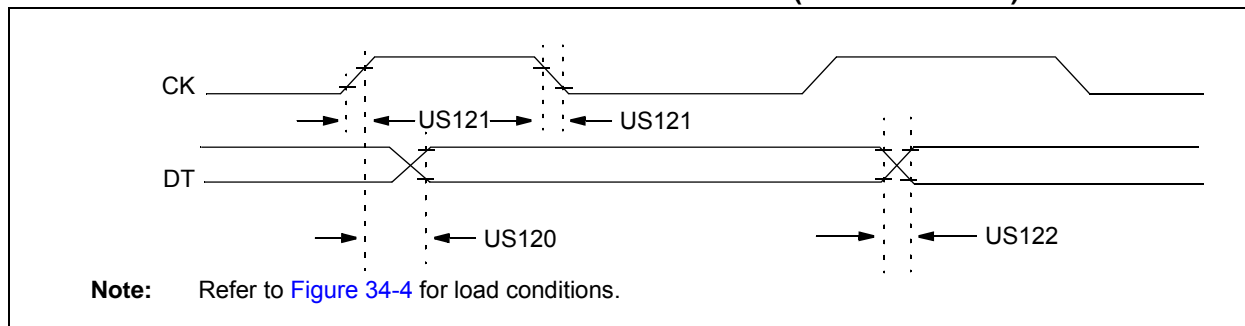 CK
US121 US121
DT
US120 US122
Note: Refer to Figure 34-4 for load conditions.